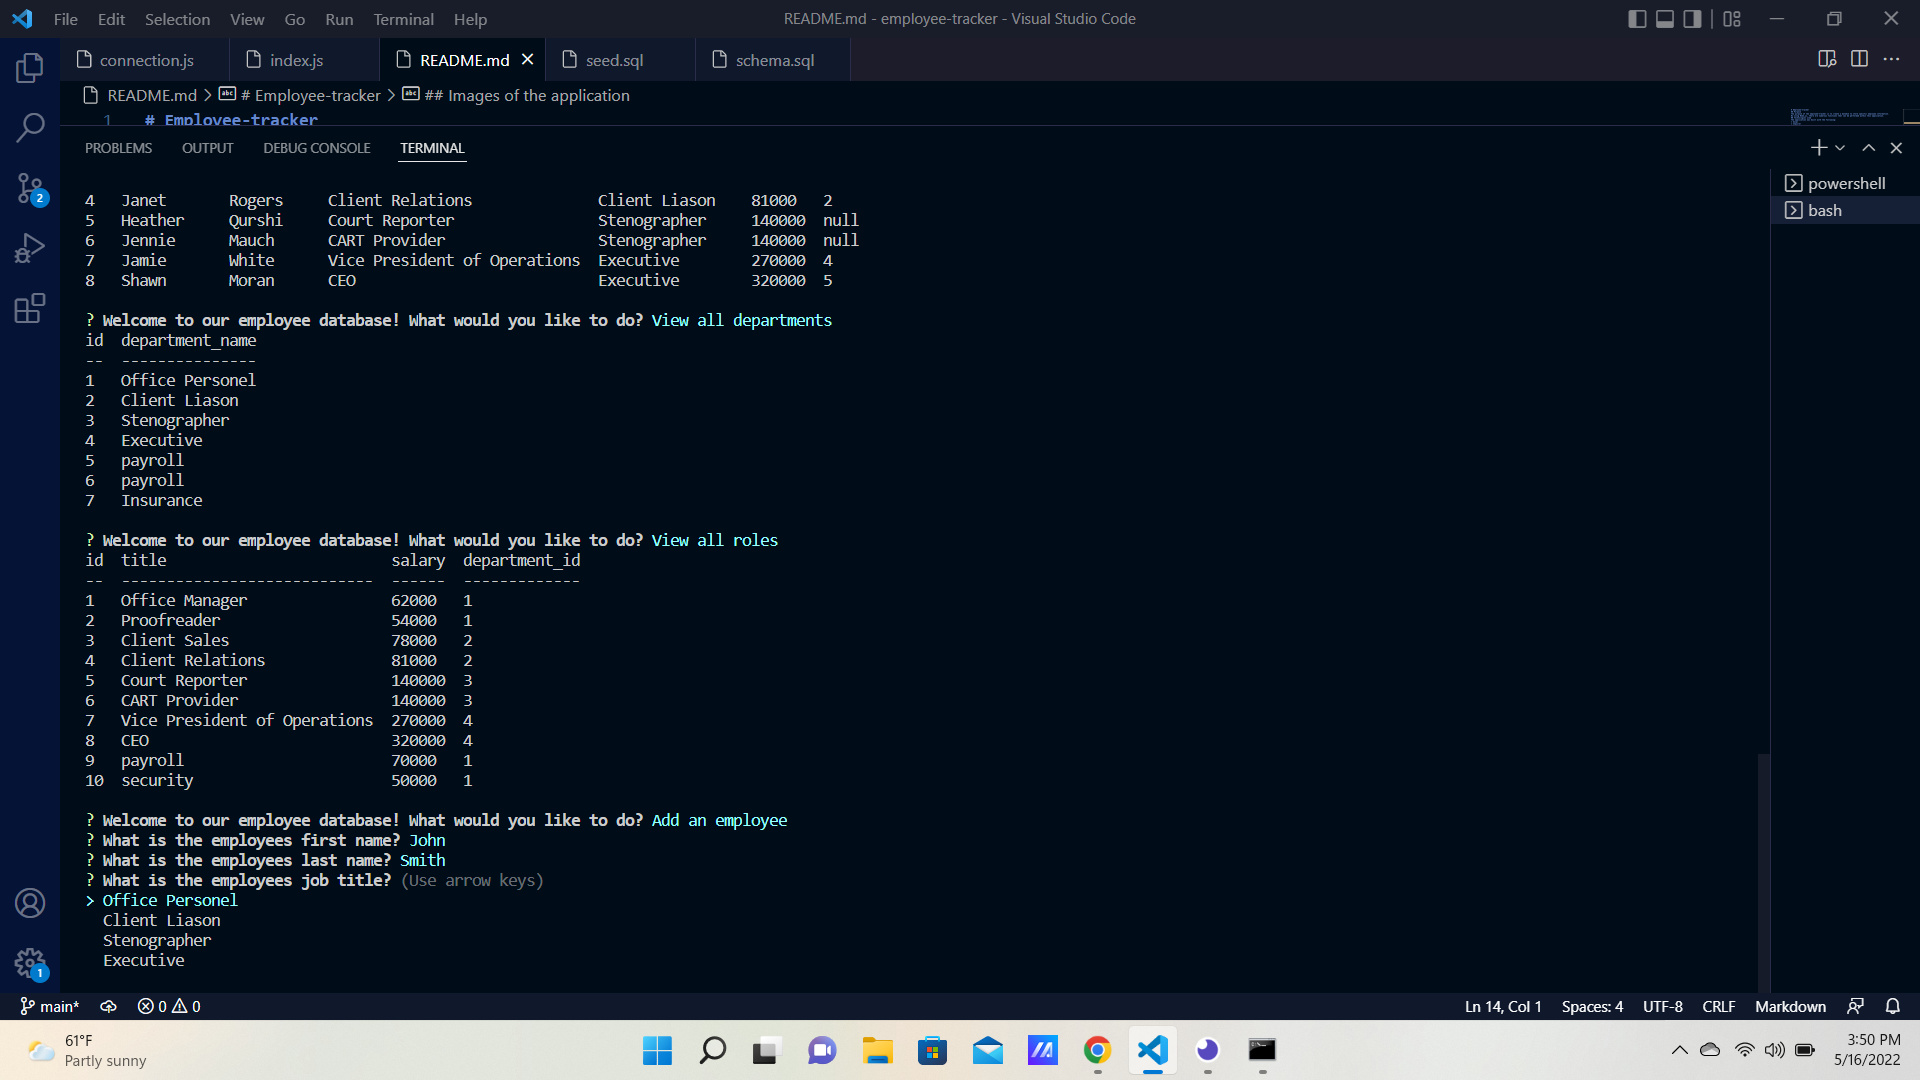 File Edit Selection View Go Run Terminal Help README.md - employee-tracker - Visual Studio Code
connection.js index.js README.md seed.sql schema.sql
README.md > # Employee-tracker > ## Images of the application
1 # Employee-tracker
PROBLEMS OUTPUT DEBUG CONSOLE TERMINAL
powershell
bash
4 Janet Rogers Client Relations Client Liason 81000 2
5 Heather Qurshi Court Reporter Stenographer 140000 null
6 Jennie Mauch CART Provider Stenographer 140000 null
7 Jamie White Vice President of Operations Executive 270000 4
8 Shawn Moran CEO Executive 320000 5
? Welcome to our employee database! What would you like to do? View all departments
id department_name
-- ---------------
1 Office Personel
2 Client Liason
3 Stenographer
4 Executive
5 payroll
6 payroll
7 Insurance
? Welcome to our employee database! What would you like to do? View all roles
id title salary department_id
-- ---------------------------- ------ -------------
1 Office Manager 62000 1
2 Proofreader 54000 1
3 Client Sales 78000 2
4 Client Relations 81000 2
5 Court Reporter 140000 3
6 CART Provider 140000 3
7 Vice President of Operations 270000 4
8 CEO 320000 4
9 payroll 70000 1
10 security 50000 1
? Welcome to our employee database! What would you like to do? Add an employee
? What is the employees first name? John
? What is the employees last name? Smith
? What is the employees job title? (Use arrow keys)
> Office Personel
Client Liason
Stenographer
Executive
2
1
main* 0 0 Ln 14, Col 1 Spaces: 4 UTF-8 CRLF Markdown
61°F
Partly sunny
3:50 PM
5/16/2022